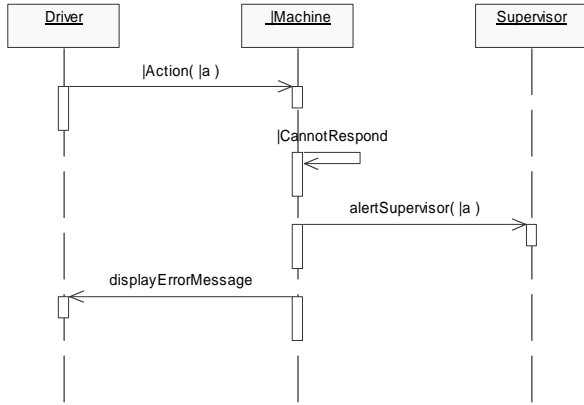 Driver
|Machine
Supervisor
|Action( |a )
|CannotRespond
alertSupervisor( |a )
displayErrorMessage